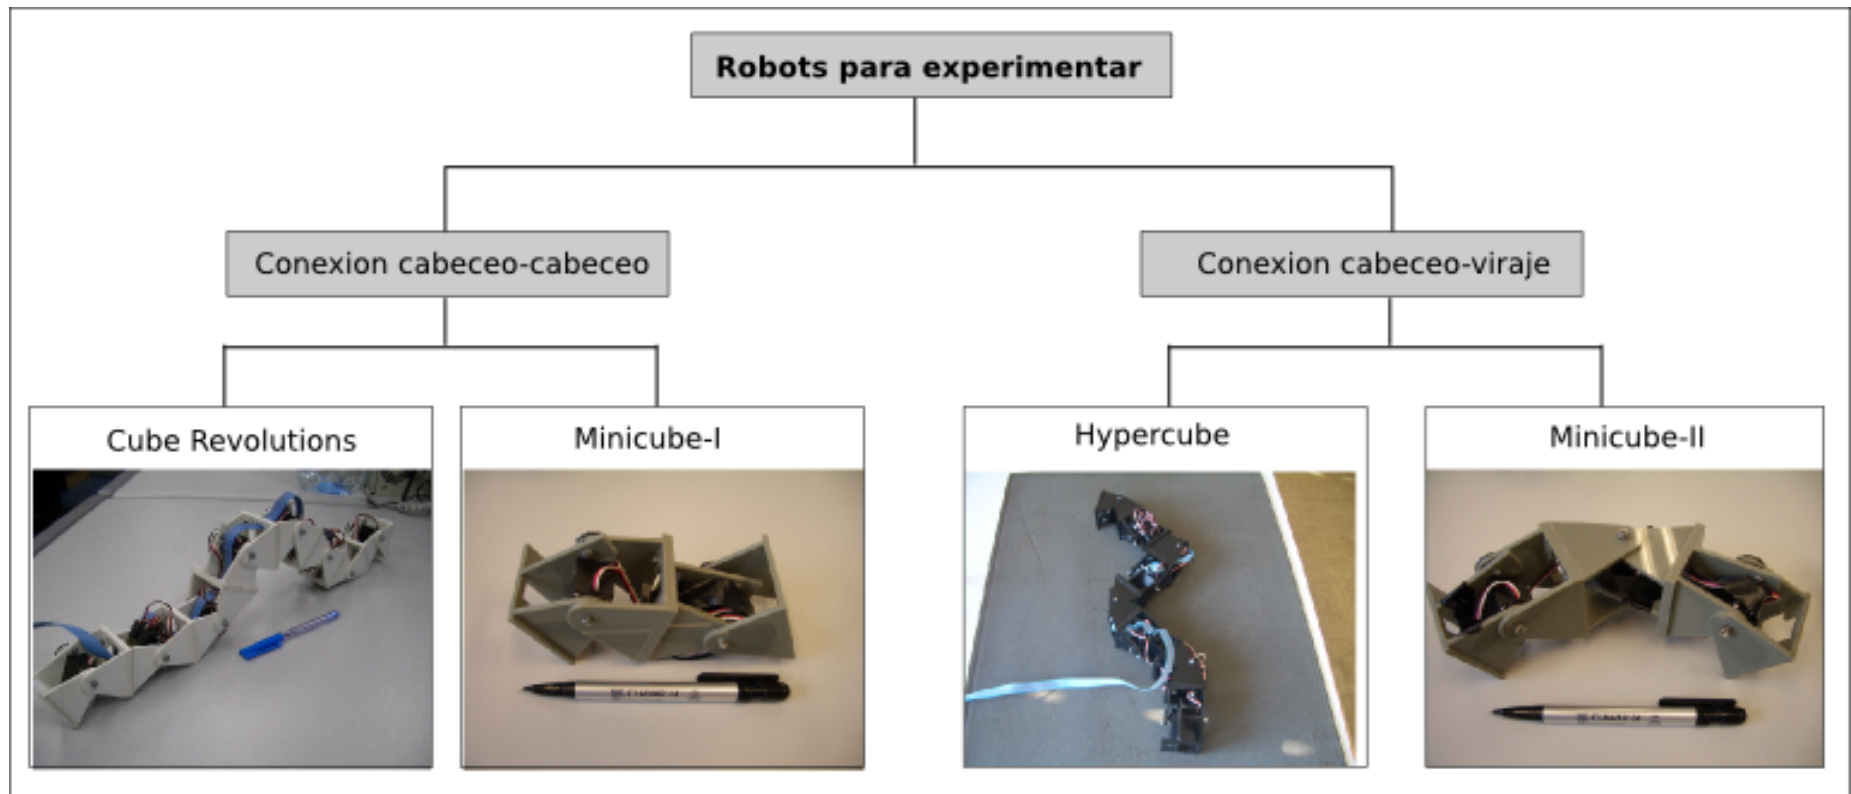 Robots para experimentar
Conexion cabeceo-cabeceo
Conexion cabeceo-viraje
Cube Revolutions
Minicube-I
Hypercube
Minicube-II